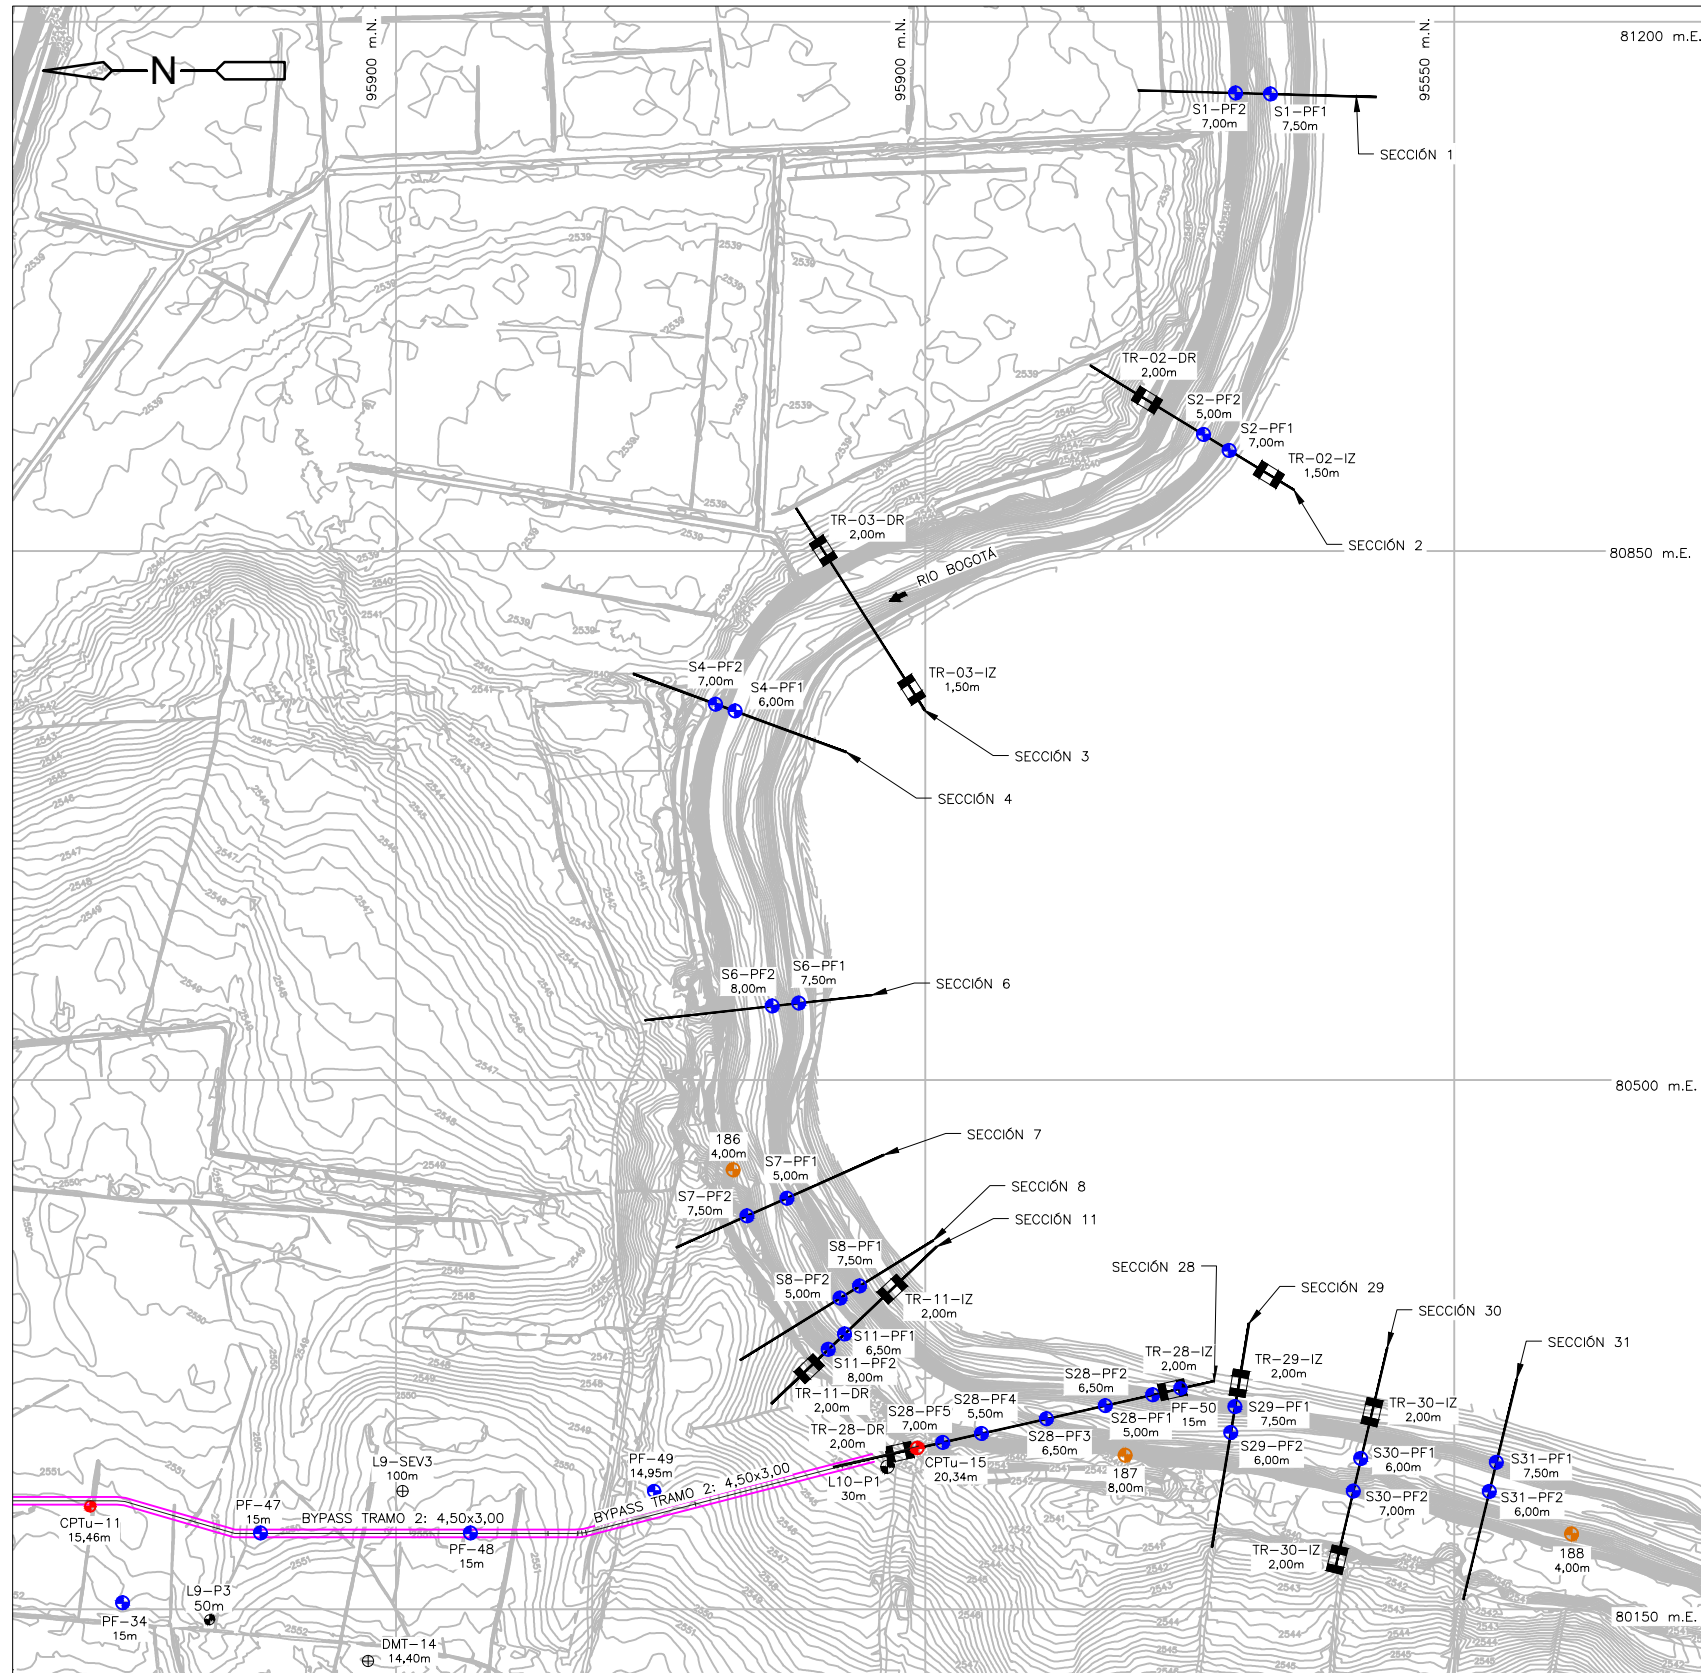 N
95900 m.N.
95900 m.N.
95550 m.N.
81200 m.E.
S1-PF2
7,00m
S1-PF1
7,50m
SECCIÓN 1
TR-02-DR
2,00m
S2-PF2
5,00m
S2-PF1
7,00m
TR-02-IZ
1,50m
SECCIÓN 2
80850 m.E.
TR-03-DR
2,00m
RIO BOGOTÁ
TR-03-IZ
1,50m
SECCIÓN 3
S4-PF2
7,00m
S4-PF1
6,00m
SECCIÓN 4
S6-PF2
8,00m
S6-PF1
7,50m
SECCIÓN 6
80500 m.E.
186
4,00m
S7-PF1
5,00m
S7-PF2
7,50m
SECCIÓN 7
SECCIÓN 8
SECCIÓN 11
S8-PF1
7,50m
S8-PF2
5,00m
TR-11-IZ
2,00m
S11-PF1
6,50m
S11-PF2
8,00m
TR-11-DR
2,00m
SECCIÓN 28
SECCIÓN 29
SECCIÓN 30
SECCIÓN 31
TR-28-IZ
2,00m
S28-PF2
6,50m
S28-PF4
5,50m
S28-PF5
7,00m
TR-28-DR
2,00m
S28-PF3
6,50m
S28-PF1
5,00m
PF-50
15m
TR-29-IZ
2,00m
S29-PF1
7,50m
S29-PF2
6,00m
TR-30-IZ
2,00m
S30-PF1
6,00m
S30-PF2
7,00m
TR-30-IZ
2,00m
S31-PF1
7,50m
S31-PF2
6,00m
187
8,00m
188
4,00m
CPTu-15
20,34m
L10-P1
30m
PF-49
14,95m
BYPASS TRAMO 2: 4,50x3,00
L9-SEV3
100m
BYPASS TRAMO 2: 4,50x3,00
PF-47
15m
PF-48
15m
CPTu-11
15,46m
L9-P3
50m
PF-34
15m
DMT-14
14,40m
80150 m.E.